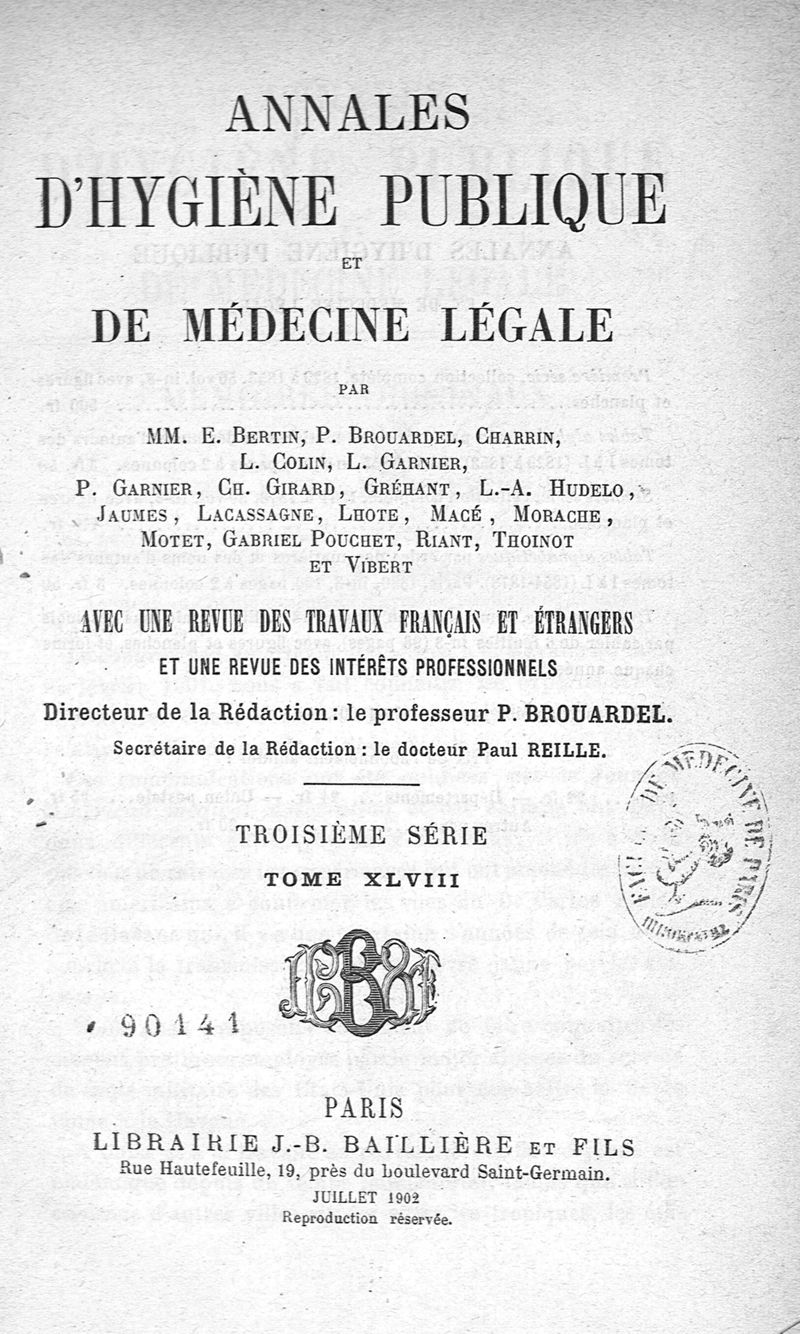 ANNALES
D'HYGIÈNE PUBLIQUE
ET
DE MÉDECINE LÉGALE
PAR
MM. E. BERTIN, P. BROUARDEL, CHARRIN,
L. COLIN, L. GARNIER,
P. GARNIER, CH. GIRARD, GRÉHANT, L.-A. HUDELO,
JAUMES, LACASSAGNE, LHOTE, MACÉ, MORACHE,
MOTET, GABRIEL POUCHET, RIANT, THOINOT
ET VIBERT
AVEC UNE REVUE DES TRAVAUX FRANÇAIS ET ÉTRANGERS
ET UNE REVUE DES INTÉRÊTS PROFESSIONNELS
Directeur de la Rédaction : le professeur P. BROUARDEL.
Secrétaire de la Rédaction : le docteur Paul REILLE.
TROISIÈME SÉRIE
TOME XLVIII
DE MEDECINE DE PARIS
90141
PARIS
LIBRAIRIE J.-B. BAILLIÈRE ET FILS
Rue Hautefeuille, 19, près du boulevard Saint-Germain.
JUILLET 1902
Reproduction réservée.